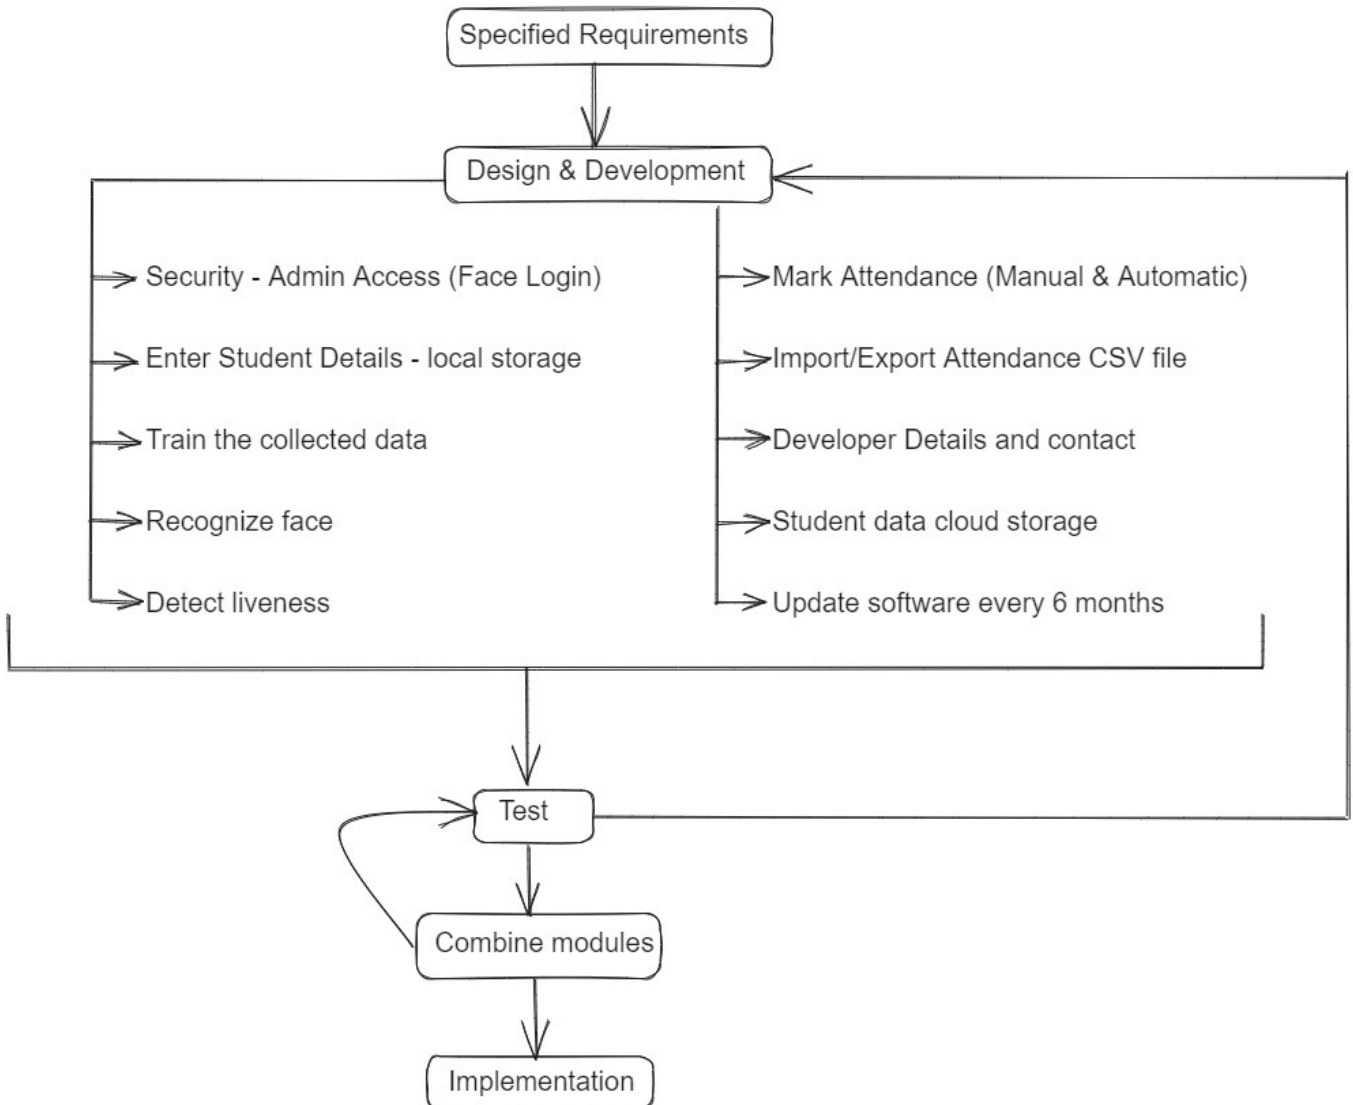 Specified Requirements
Design & Development
Security - Admin Access (Face Login)
Enter Student Details - local storage
Train the collected data
Recognize face
Detect liveness
Mark Attendance (Manual & Automatic)
Import/Export Attendance CSV file
Developer Details and contact
Student data cloud storage
Update software every 6 months
Test
Combine modules
Implementation